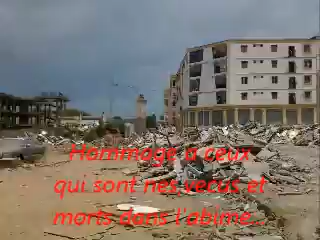 Hommage a ceux
qui sont nes,vecus et
morts dans l'abime...